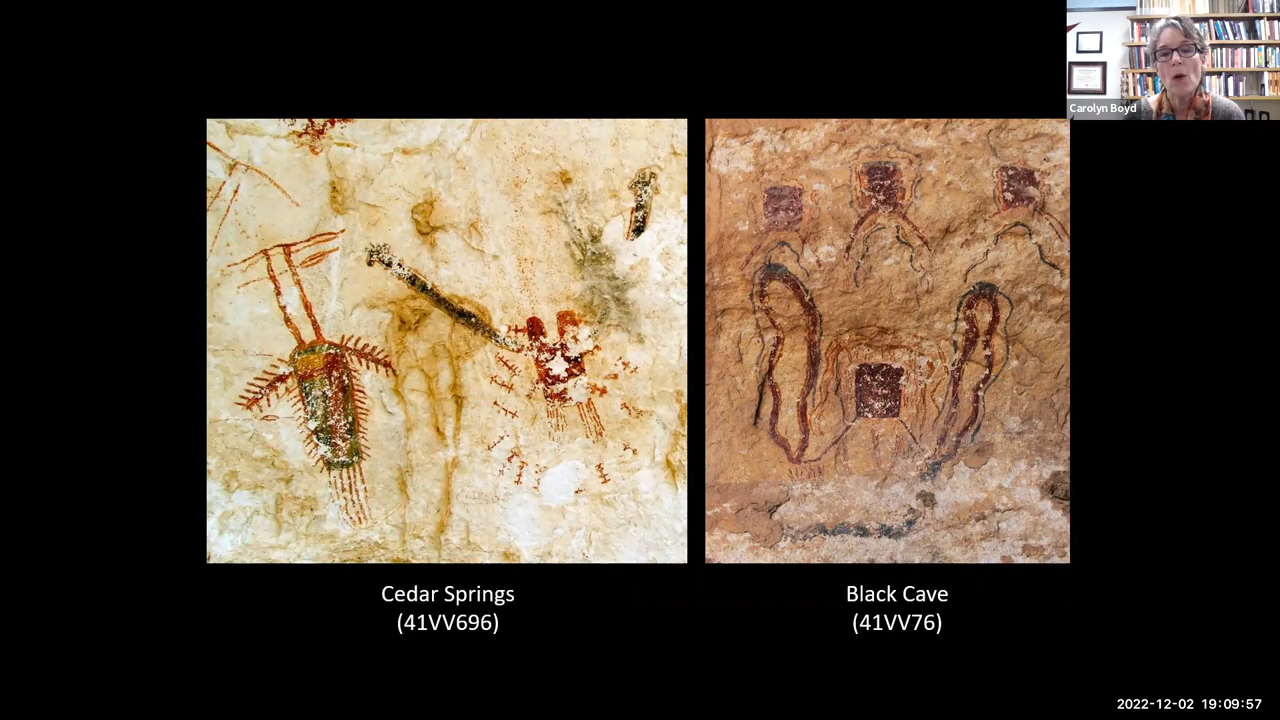 Carolyn Boyd
Cedar Springs
(41VV696)
Black Cave
(41VV76)
2022-12-02 19:09:57